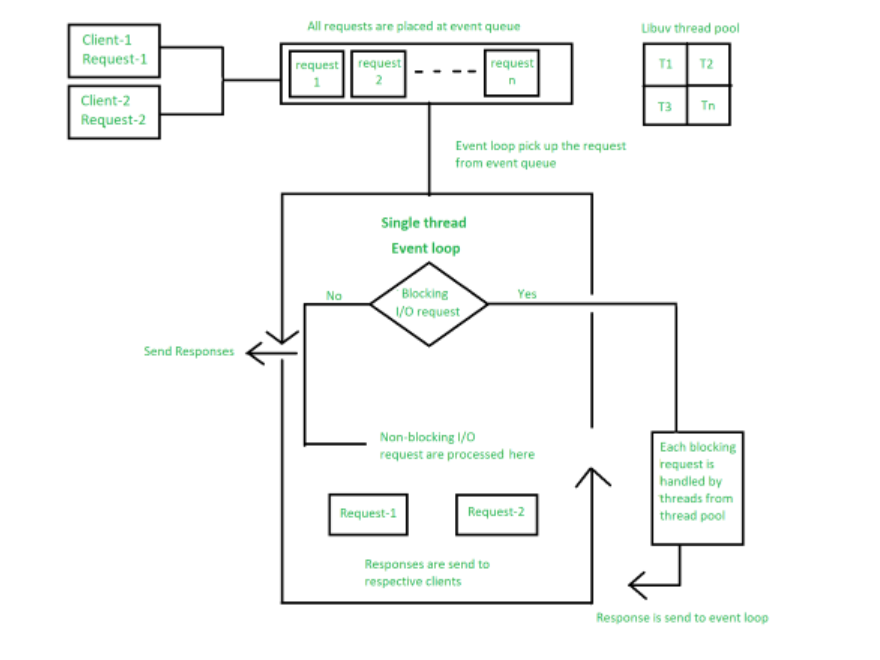 All requests are placed at event queue
Libuv thread pool
Client-1
Request-1
Client-2
Request-2
request
1
request
2
request
n
T1
T2
T3
Tn
Event loop pick up the request
from event queue
Single thread
Event loop
Blocking
I/O request
No
Yes
Send Responses
Non-blocking I/O
request are processed here
Each blocking
request is
handled by
threads from
thread pool
Request-1
Request-2
Responses are send to
respective clients
Response is send to event loop